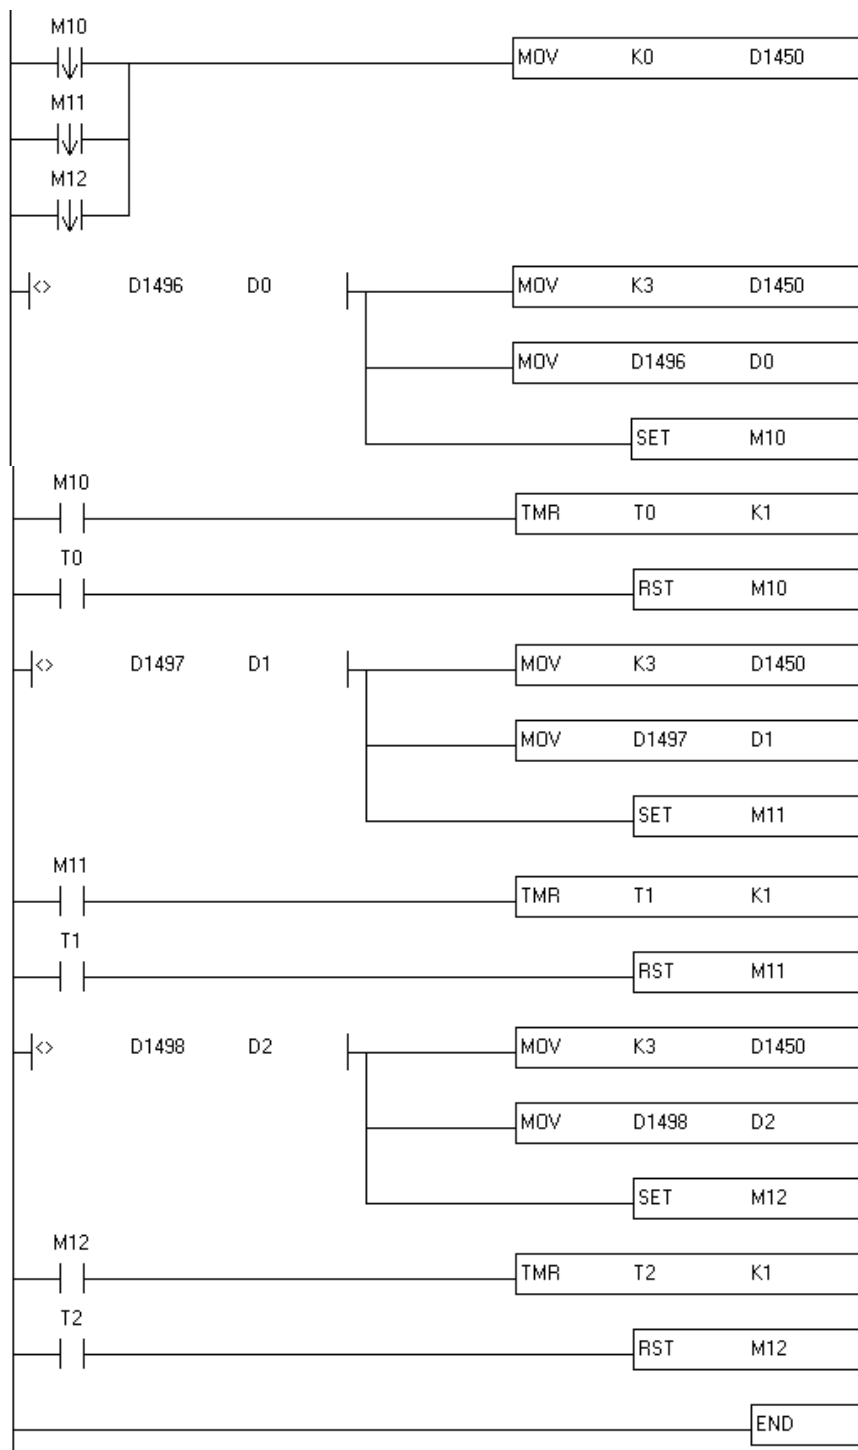 M10
MOV K0 D1450
M11
M12
<> D1496 D0 MOV K3 D1450
MOV D1496 D0
SET M10
M10
TMR T0 K1
T0
RST M10
<> D1497 D1 MOV K3 D1450
MOV D1497 D1
SET M11
M11
TMR T1 K1
T1
RST M11
<> D1498 D2 MOV K3 D1450
MOV D1498 D2
SET M12
M12
TMR T2 K1
T2
RST M12
END